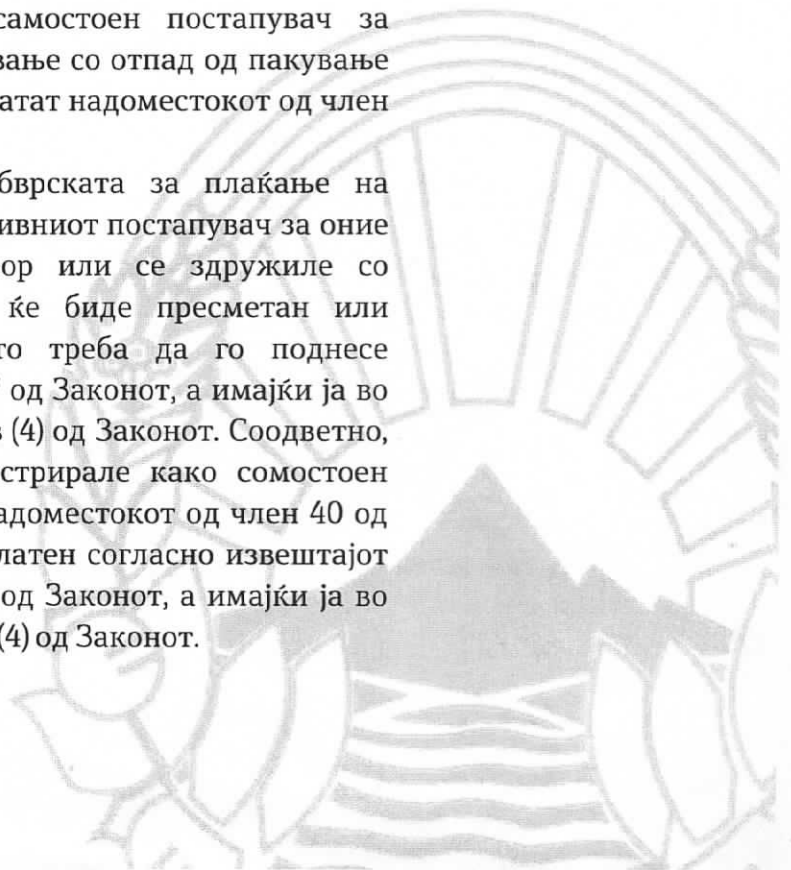 самостоен постапувач за
вање со отпад од пакување
атат надоместокот од член
бврската за плаќање на
ивниот постапувач за оние
ор или се здружиле со
ќе биде пресметан или
то треба да го поднесе
од Законот, а имајќи ја во
(4) од Законот. Соодветно,
стрирале како сомостоен
адоместокот од член 40 од
латен согласно извештајот
од Законот, а имајќи ја во
(4) од Законот.